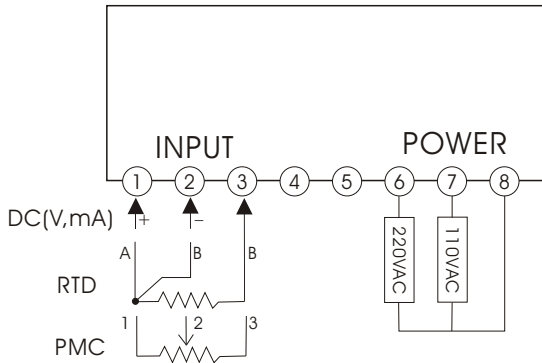 INPUT POWER
1 2 3 4 5 6 7 8
DC(V,mA) + −
220VAC 110VAC
A B B
RTD
1 2 3
PMC